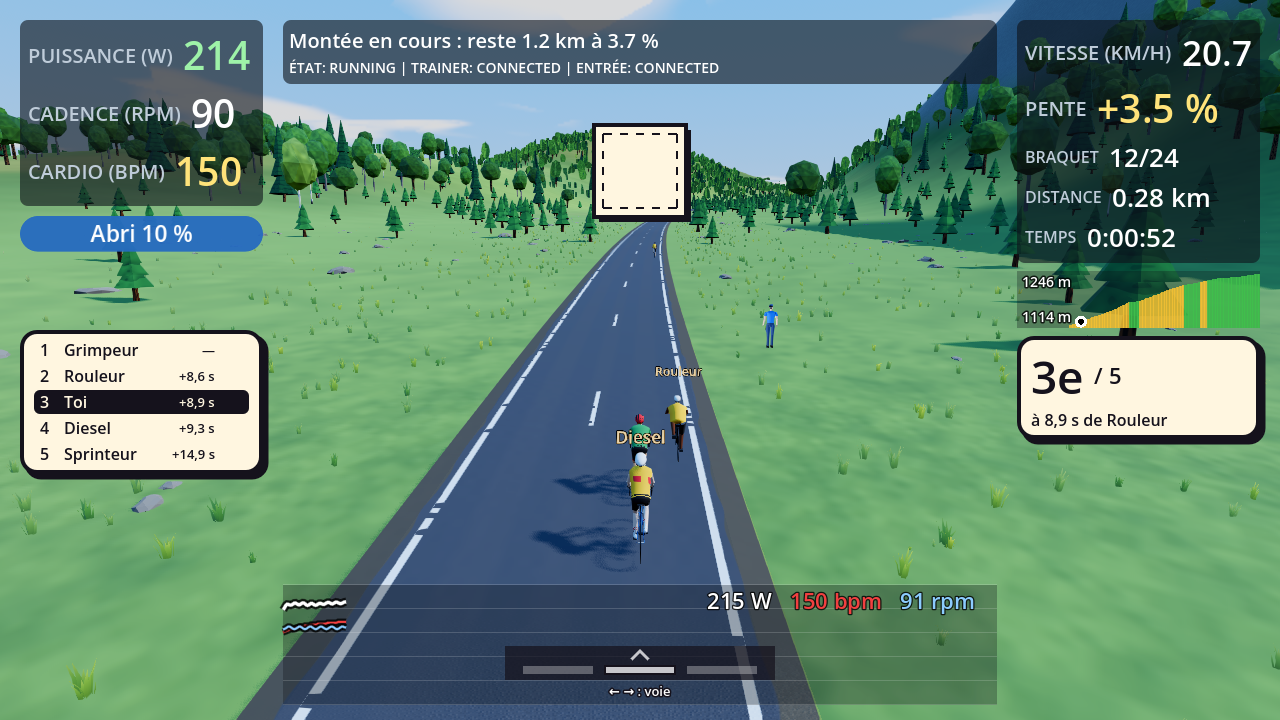 PUISSANCE (W) 214
CADENCE (RPM) 90
CARDIO (BPM) 150
Abri 10 %
Montée en cours : reste 1.2 km à 3.7 %
ÉTAT: RUNNING | TRAINER: CONNECTED | ENTRÉE: CONNECTED
VITESSE (KM/H) 20.7
PENTE +3.5 %
BRAQUET 12/24
DISTANCE 0.28 km
TEMPS 0:00:52
1246 m
1114 m
1 Grimpeur —
2 Rouleur +8,6 s
3 Toi +8,9 s
4 Diesel +9,3 s
5 Sprinteur +14,9 s
3e / 5
à 8,9 s de Rouleur
Rouleur
Diesel
215 W 150 bpm 91 rpm
←→ : voie